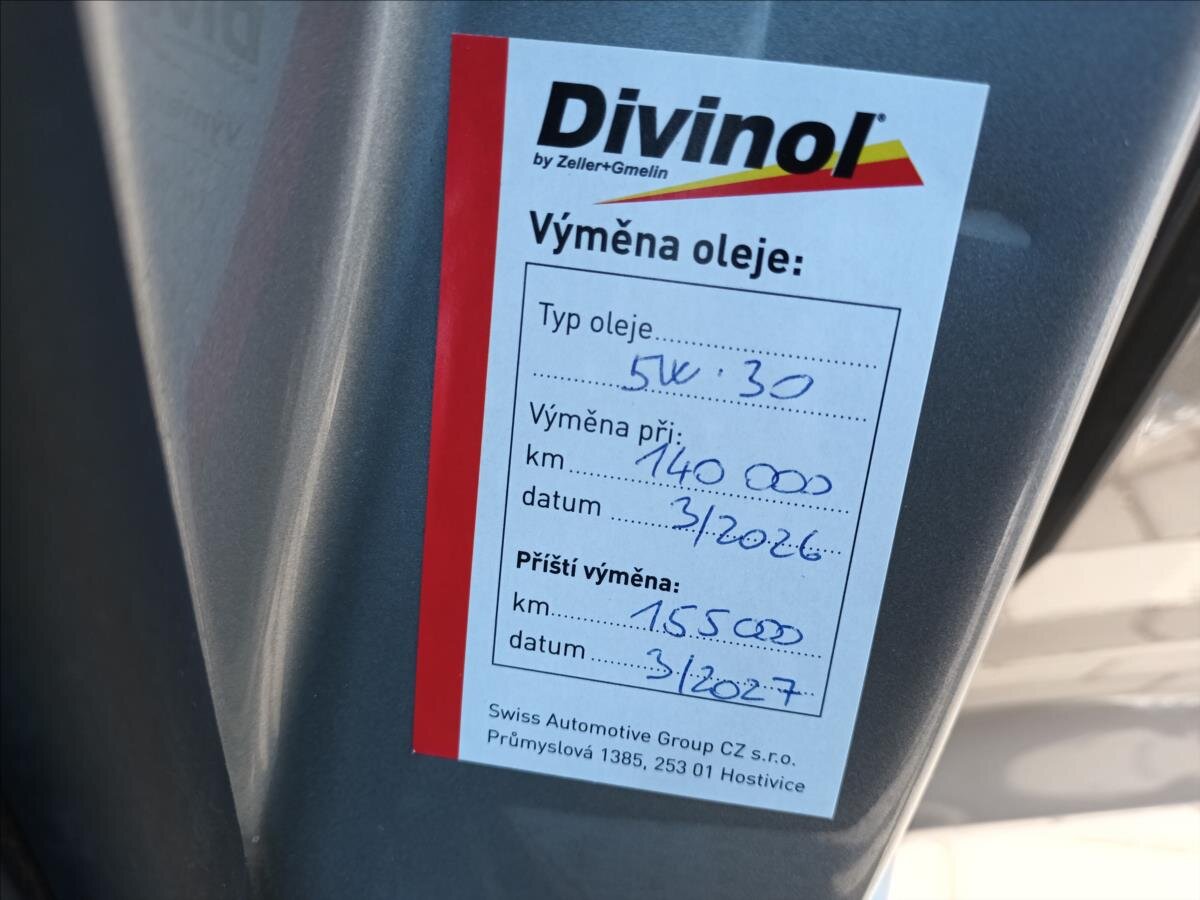 Divinol®
by Zeller+Gmelin
Výměna oleje:
Typ oleje
5W·30
Výměna při:
km 140 000
datum 3/2026
Příští výměna:
km 155 000
datum 3/2027
Swiss Automotive Group CZ s.r.o.
Průmyslová 1385, 253 01 Hostivice